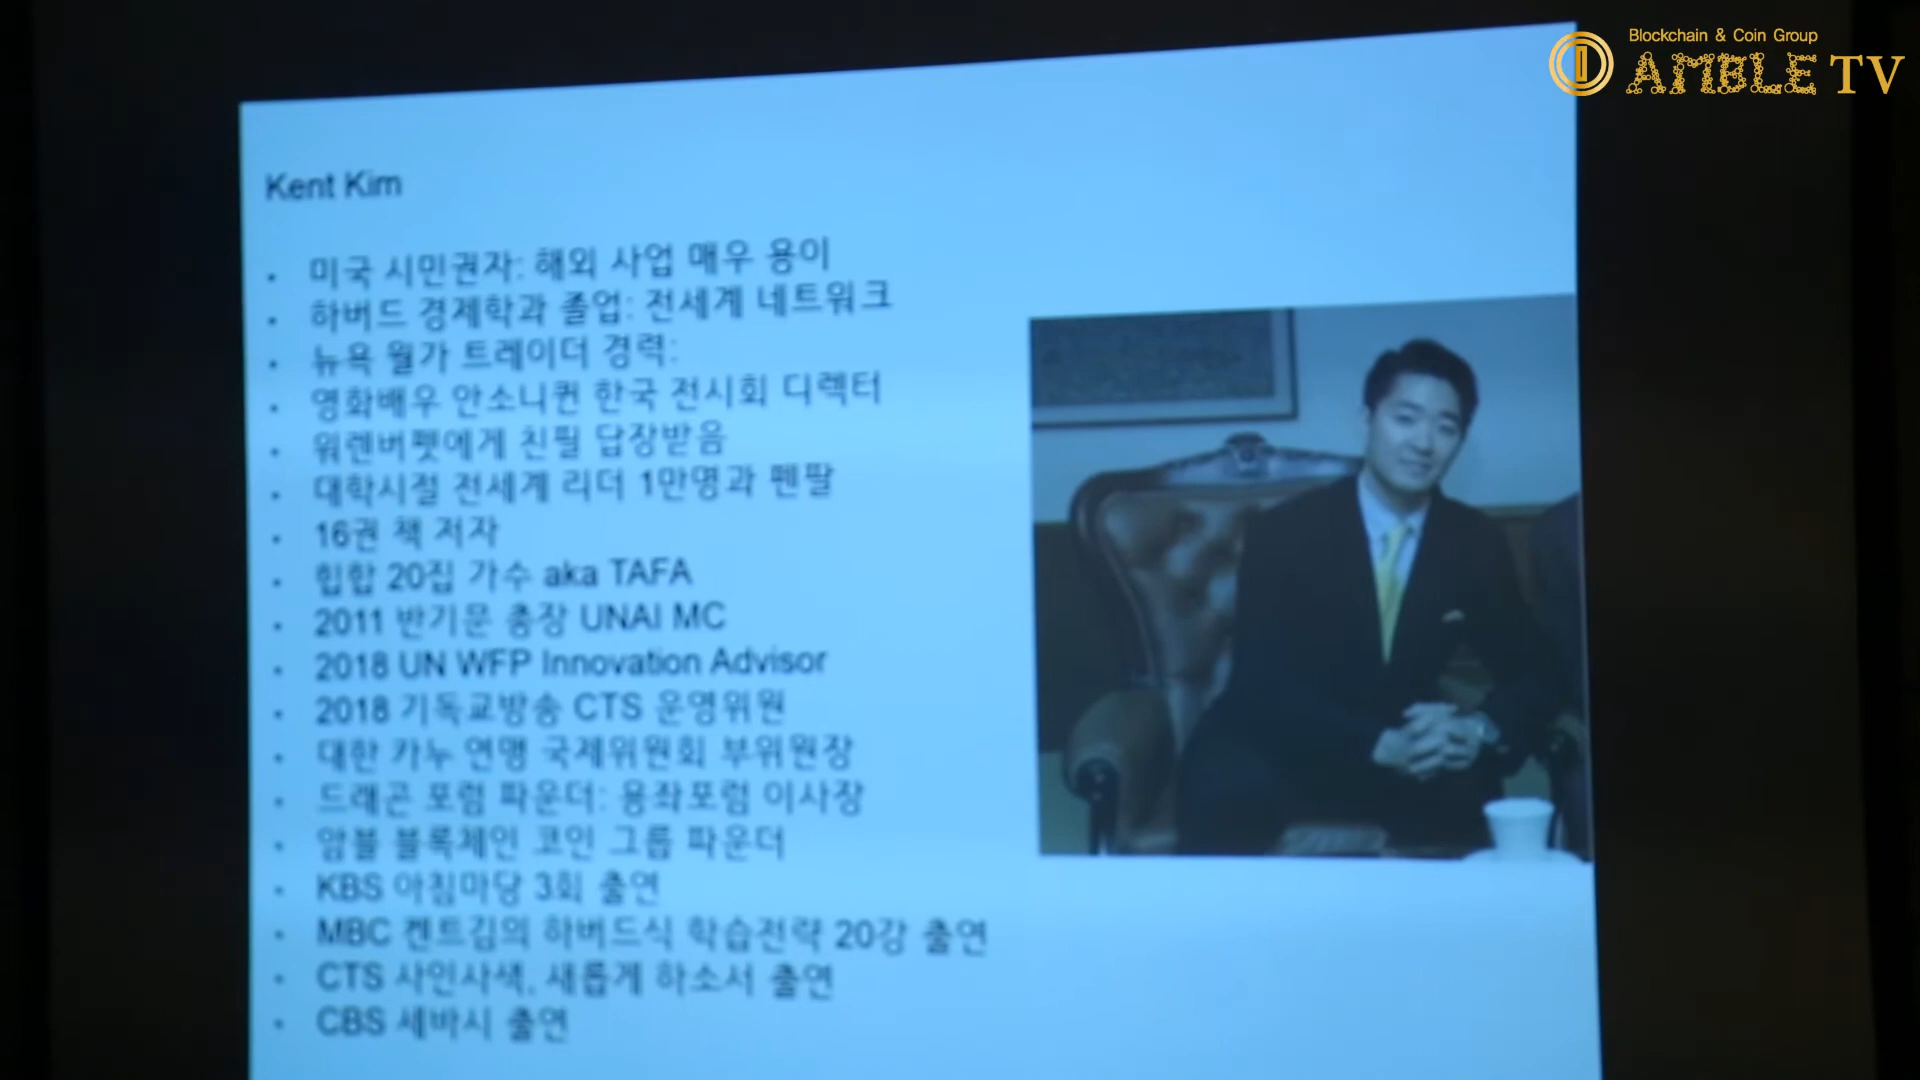 Blockchain & Coin Group
AMBLE TV
Kent Kim
• 미국 시민권자: 해외 사업 매우 용이
• 하버드 경제학과 졸업: 전세계 네트워크
• 뉴욕 월가 트레이더 경력:
• 영화배우 안소니퀸 한국 전시회 디렉터
• 워렌버펫에게 친필 답장받음
• 대학시절 전세계 리더 1만명과 펜팔
• 16권 책 저자
• 힙합 20집 가수 aka TAFA
• 2011 반기문 총장 UNAI MC
• 2018 UN WFP Innovation Advisor
• 2018 기독교방송 CTS 운영위원
• 대한 카누 연맹 국제위원회 부위원장
• 드래곤 포럼 파운더: 용좌포럼 이사장
• 암블 블록체인 코인 그룹 파운더
• KBS 아침마당 3회 출연
• MBC 켄트김의 하버드식 학습전략 20강 출연
• CTS 사인사색, 새롭게 하소서 출연
• CBS 세바시 출연